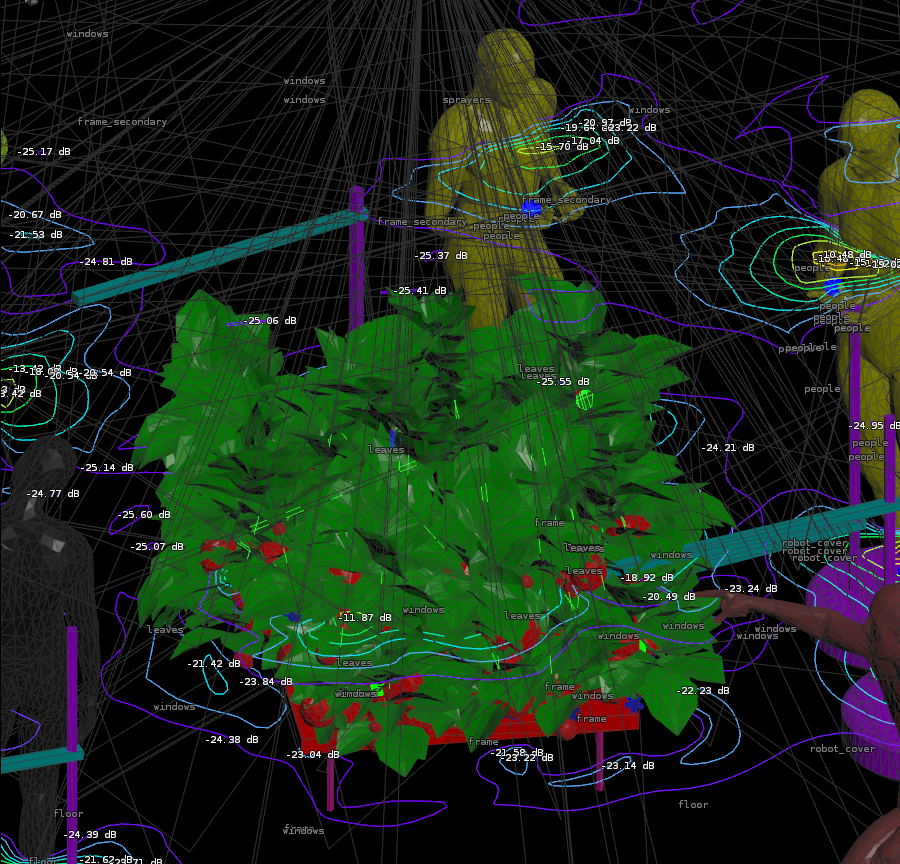 windows
windows
windows
sprayers
windows
frame_secondary
-20.97 dB
-23.22 dB
-17.04 dB
-15.70 dB
-25.17 dB
frame_secondary
-20.67 dB
people
frame_secondary
people
-21.53 dB
people
-25.37 dB
-10.48 dB
-24.81 dB
people
-25.41 dB
people
people
people
-25.06 dB
people
people
leaves
-20.54 dB
-20.54 dB
leaves
-25.55 dB
people
-24.95 dB
people
-24.21 dB
leaves
people
-25.14 dB
-24.77 dB
-25.60 dB
frame
-25.07 dB
robot_cover
leaves
robot_cover
windows
robot_cover
leaves
-18.92 dB
-23.24 dB
-20.49 dB
windows
-11.87 dB
leaves
windows
leaves
windows
windows
windows
-21.42 dB
leaves
-23.84 dB
frame
-22.23 dB
windows
windows
windows
frame
-24.38 dB
frame
robot_cover
-23.04 dB
-21.58 dB
-23.22 dB
-23.14 dB
floor
floor
windows
-24.39 dB
-21.62 dB
floor